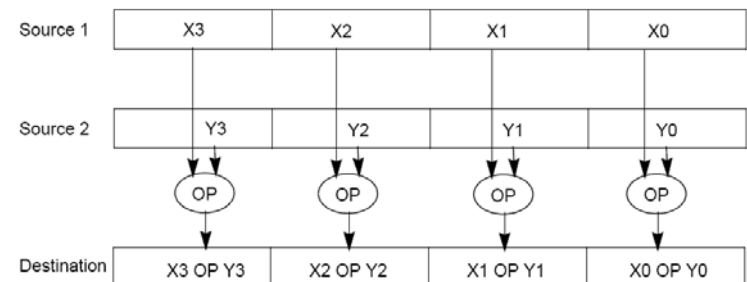 Source 1 X3 X2 X1 X0
Source 2 Y3 Y2 Y1 Y0
OP OP OP OP
Destination X3 OP Y3 X2 OP Y2 X1 OP Y1 X0 OP Y0